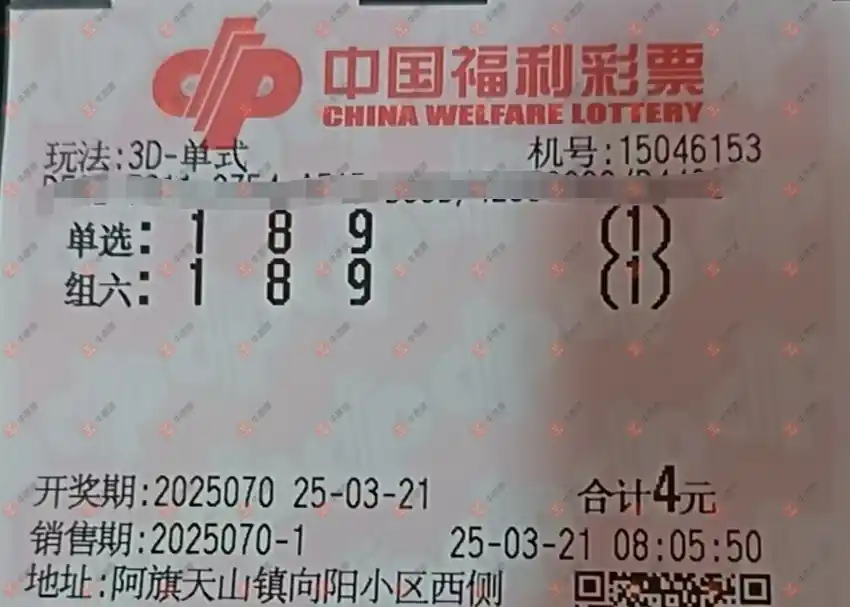 中国福利彩票
CHINA WELFARE LOTTERY
玩法:3D-单式 机号:15046153
单选: 1 8 9 (1)
组六: 1 8 9 (1)
开奖期:2025070 25-03-21 合计4元
销售期:2025070-1 25-03-21 08:05:50
地址:阿旗天山镇向阳小区西侧